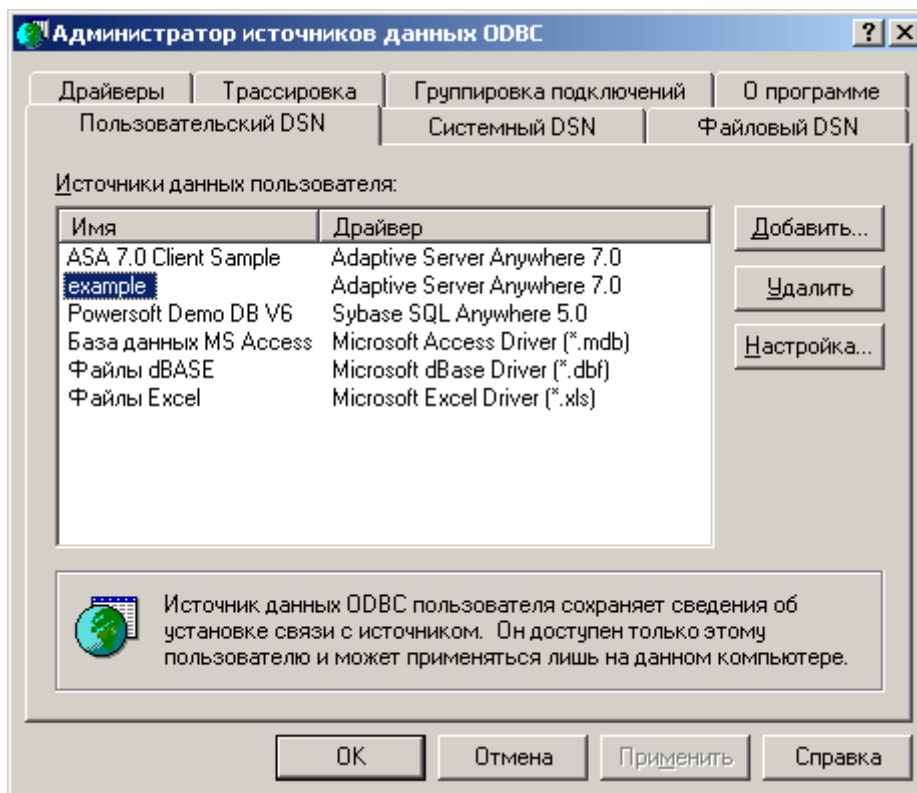 Администратор источников данных ODBC
Драйверы Трассировка Группировка подключений О программе
Пользовательский DSN Системный DSN Файловый DSN
Источники данных пользователя:
Имя Драйвер
ASA 7.0 Client Sample Adaptive Server Anywhere 7.0
example Adaptive Server Anywhere 7.0
Powersoft Demo DB V6 Sybase SQL Anywhere 5.0
База данных MS Access Microsoft Access Driver (*.mdb)
Файлы dBASE Microsoft dBase Driver (*.dbf)
Файлы Excel Microsoft Excel Driver (*.xls)
Добавить...
Удалить
Настройка...
Источник данных ODBC пользователя сохраняет сведения об
установке связи с источником. Он доступен только этому
пользователю и может применяться лишь на данном компьютере.
OK Отмена Применить Справка